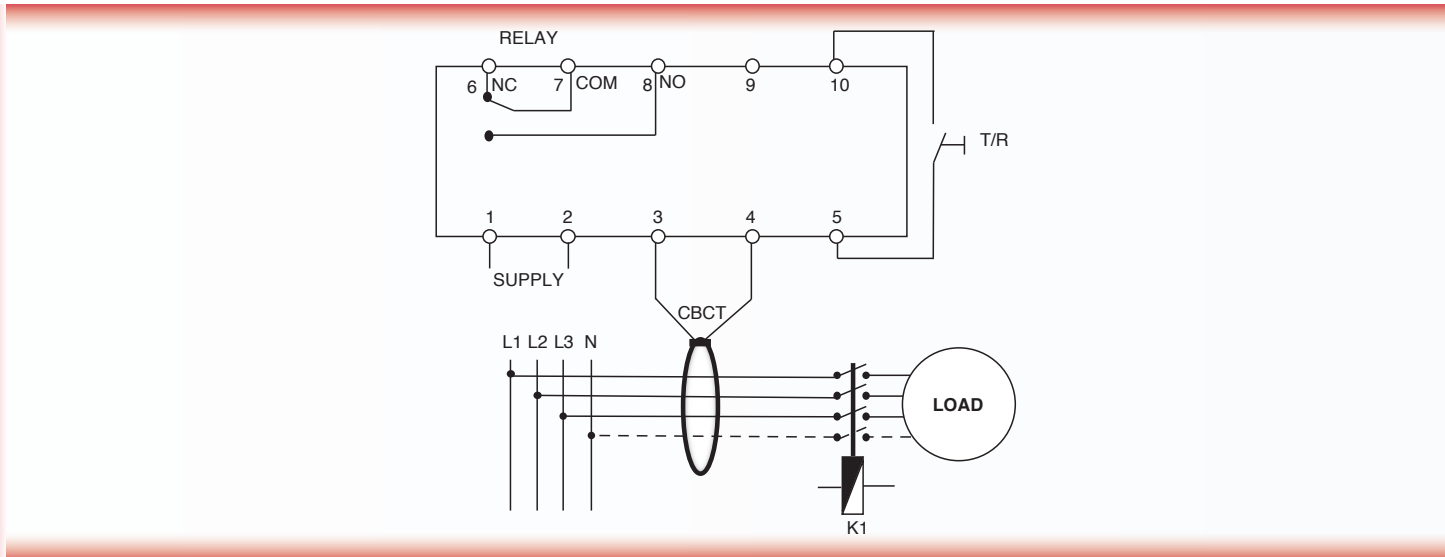 RELAY
6 NC 7 COM 8 NO 9 10
T/R
1 2 3 4 5
SUPPLY
CBCT
L1 L2 L3 N
LOAD
K1